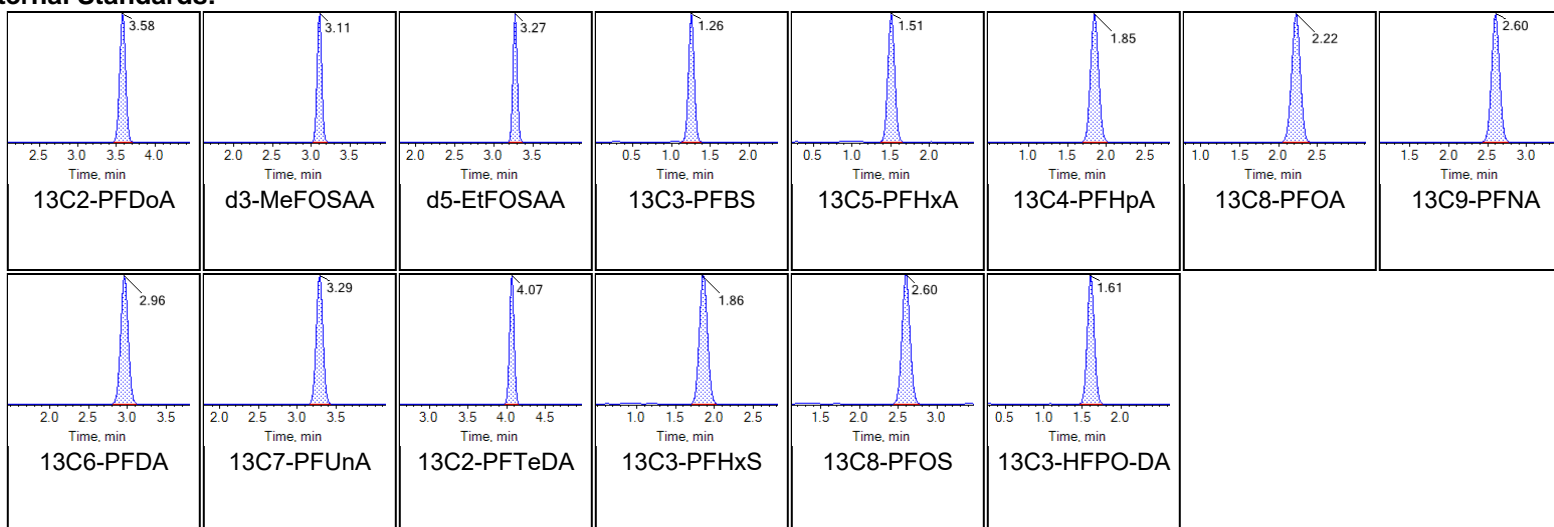 ternal Standards:
3.58 3.11 3.27 1.26 1.51 1.85 2.22 2.60
2.5 3.0 3.5 4.0 2.0 2.5 3.0 3.5 2.0 2.5 3.0 3.5 0.5 1.0 1.5 2.0 0.5 1.0 1.5 2.0 1.0 1.5 2.0 2.5 1.0 1.5 2.0 2.5 1.5 2.0 2.5 3.0
Time, min Time, min Time, min Time, min Time, min Time, min Time, min Time, min
13C2-PFDoA d3-MeFOSAA d5-EtFOSAA 13C3-PFBS 13C5-PFHxA 13C4-PFHpA 13C8-PFOA 13C9-PFNA
2.96 3.29 4.07 1.86 2.60 1.61
2.0 2.5 3.0 3.5 2.0 2.5 3.0 3.5 3.0 3.5 4.0 4.5 1.0 1.5 2.0 2.5 1.5 2.0 2.5 3.0 0.5 1.0 1.5 2.0
Time, min Time, min Time, min Time, min Time, min Time, min
13C6-PFDA 13C7-PFUnA 13C2-PFTeDA 13C3-PFHxS 13C8-PFOS 13C3-HFPO-DA